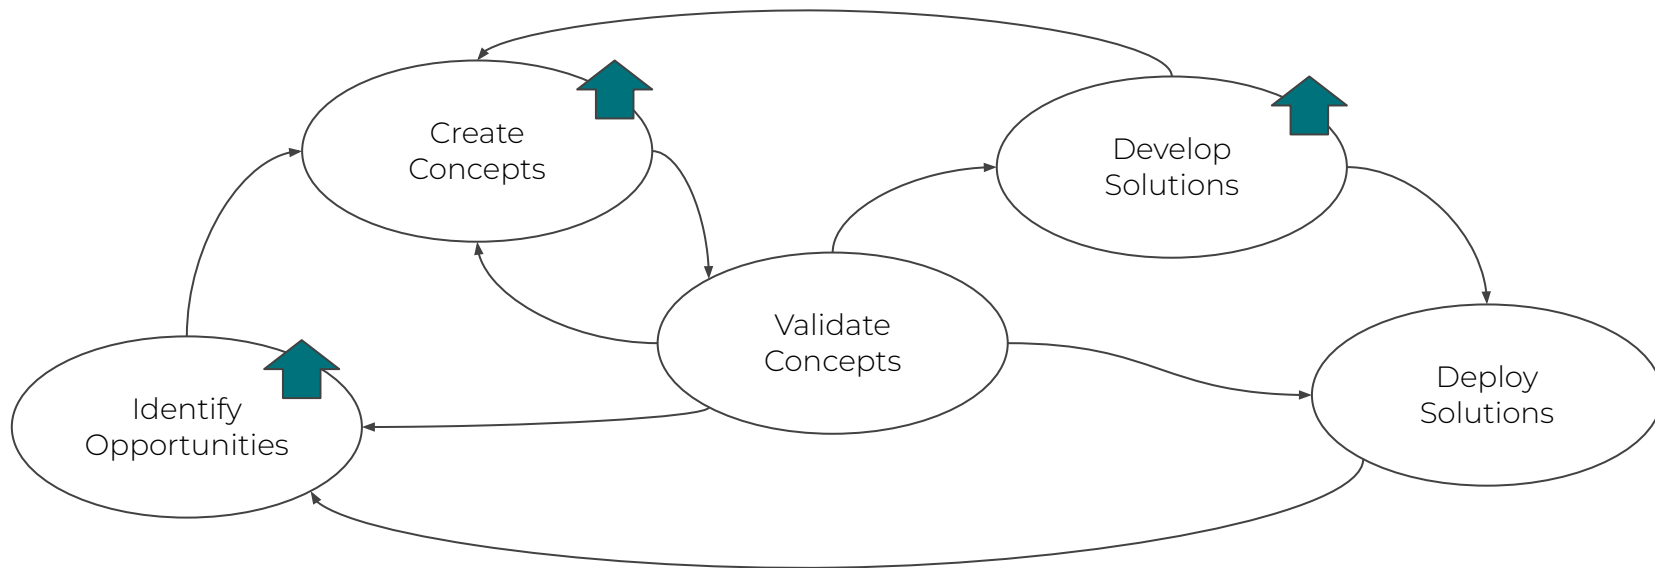 Create
Concepts
Develop
Solutions
Validate
Concepts
Identify
Opportunities
Deploy
Solutions